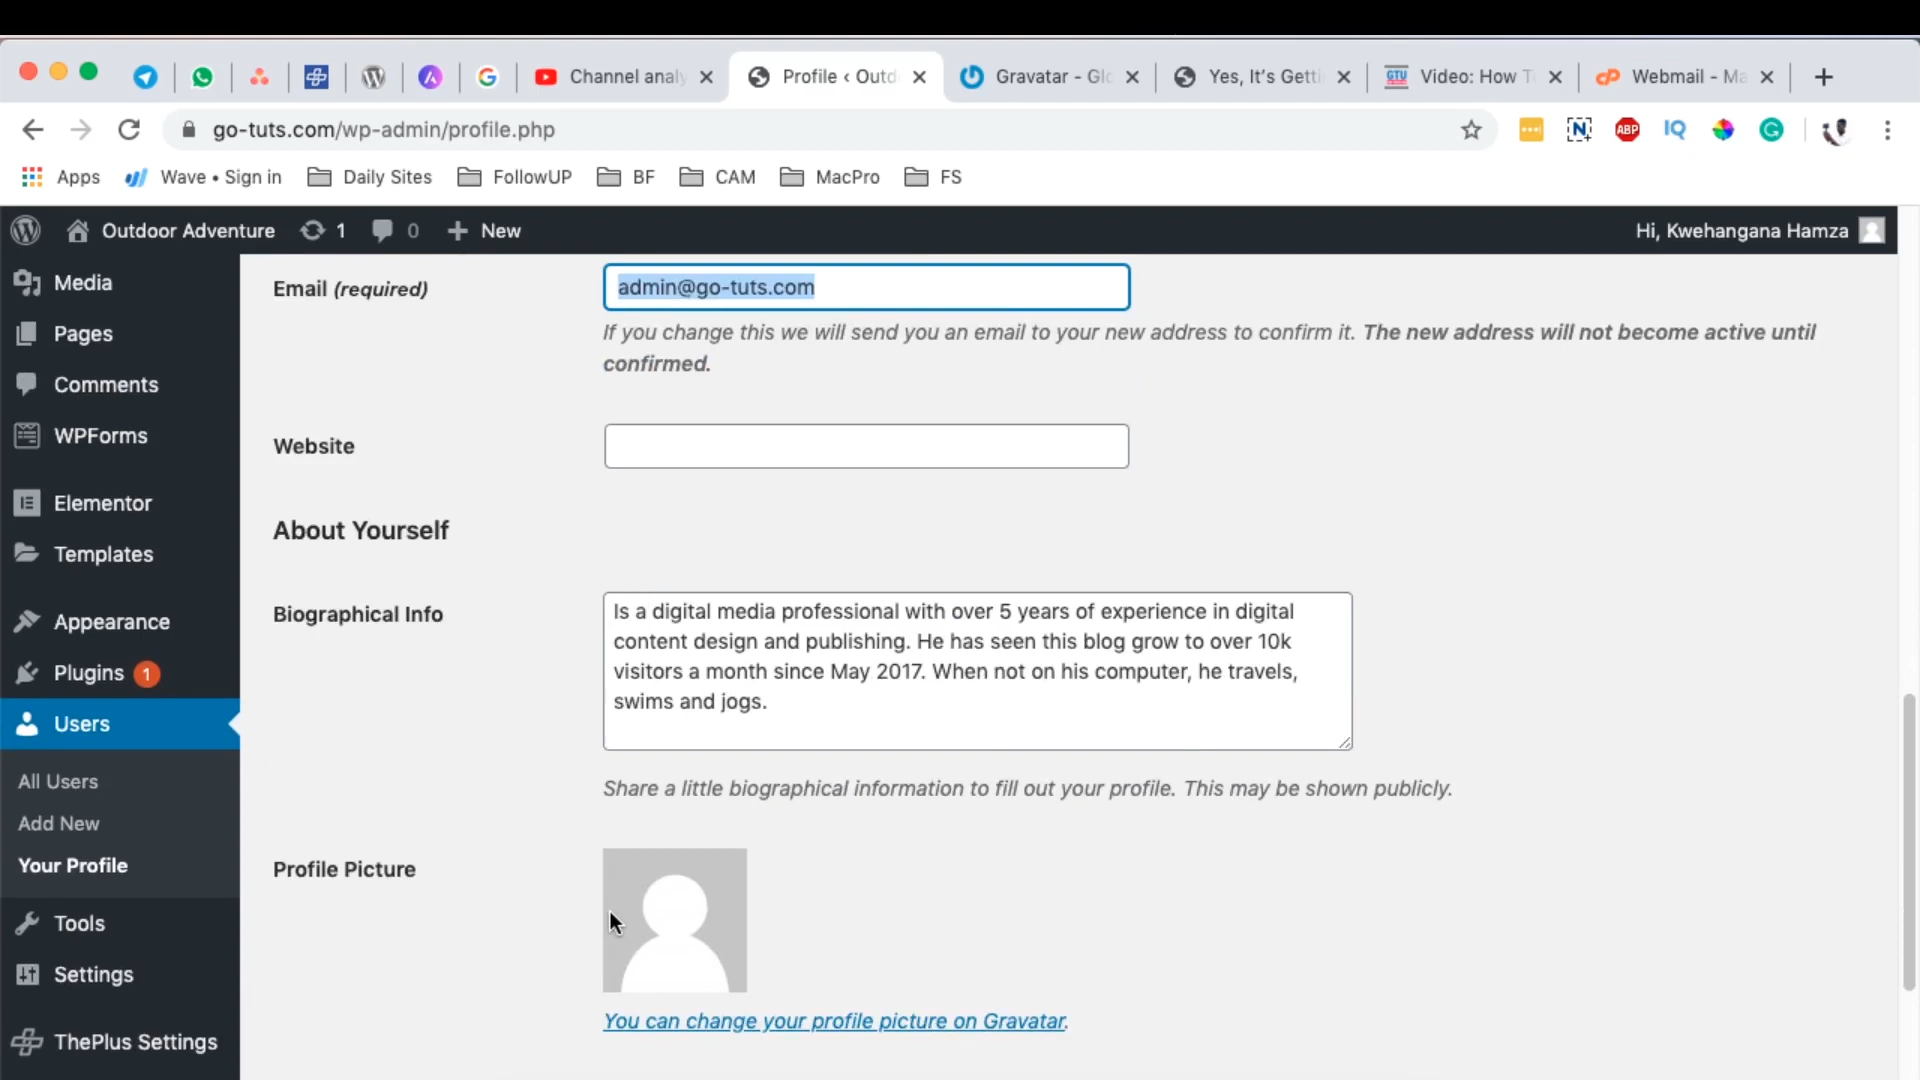 Channel analy
Profile ‹ Outd
Gravatar - Glo
Yes, It's Getti
GTU
Video: How T
cP
Webmail - Ma
go-tuts.com/wp-admin/profile.php
N
ABP
IQ
Apps
Wave • Sign in
Daily Sites
FollowUP
BF
CAM
MacPro
FS
Outdoor Adventure
1
0
New
Hi, Kwehangana Hamza
Media
Pages
Comments
WPForms
Elementor
Templates
Appearance
Plugins 1
Users
All Users
Add New
Your Profile
Tools
Settings
ThePlus Settings
Email (required)
admin@go-tuts.com
If you change this we will send you an email to your new address to confirm it. The new address will not become active until
confirmed.
Website
About Yourself
Biographical Info
Is a digital media professional with over 5 years of experience in digital
content design and publishing. He has seen this blog grow to over 10k
visitors a month since May 2017. When not on his computer, he travels,
swims and jogs.
Share a little biographical information to fill out your profile. This may be shown publicly.
Profile Picture
You can change your profile picture on Gravatar.